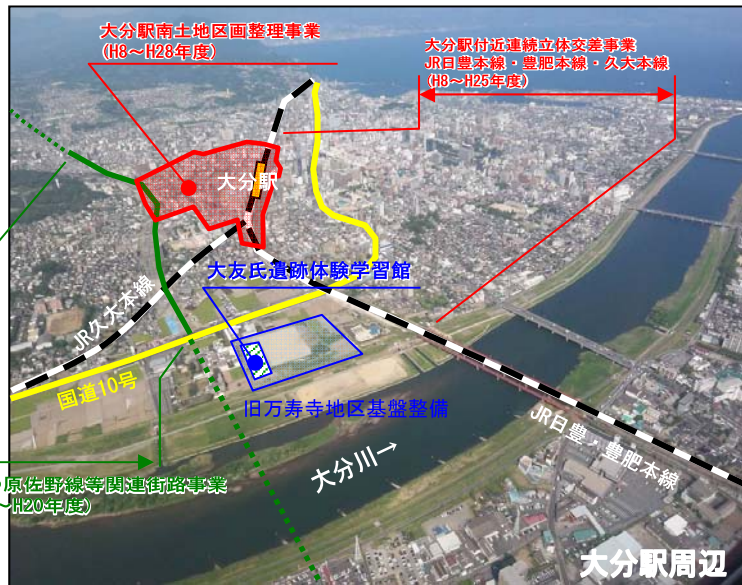 大分駅南土地区画整理事業
(H8～H28年度)
大分駅付近連続立体交差事業
JR日豊本線・豊肥本線・久大本線
(H8～H25年度)
大分駅
大友氏遺跡体験学習館
JR久大本線
国道10号
旧万寿寺地区基盤整備
JR日豊・豊肥本線
大分川→
原佐野線等関連街路事業
～H20年度)
大分駅周辺